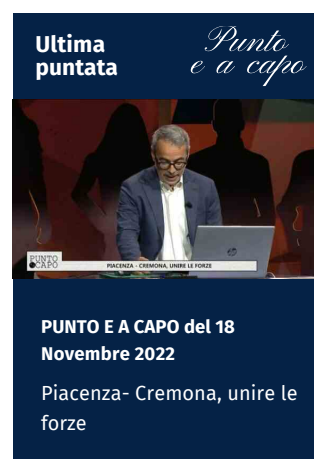 Ultima
puntata
Punto
e a capo
PUNTO
CAPO
PIACENZA - CREMONA, UNIRE LE FORZE
PUNTO E A CAPO del 18
Novembre 2022
Piacenza- Cremona, unire le
forze